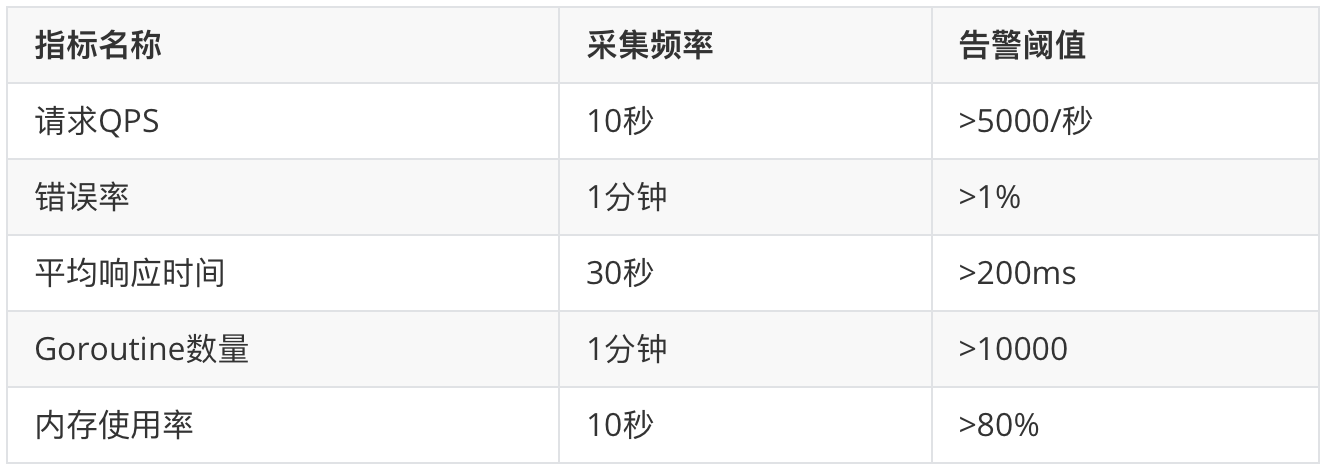 指标名称 采集频率 告警阈值
请求QPS 10秒 >5000/秒
错误率 1分钟 >1%
平均响应时间 30秒 >200ms
Goroutine数量 1分钟 >10000
内存使用率 10秒 >80%